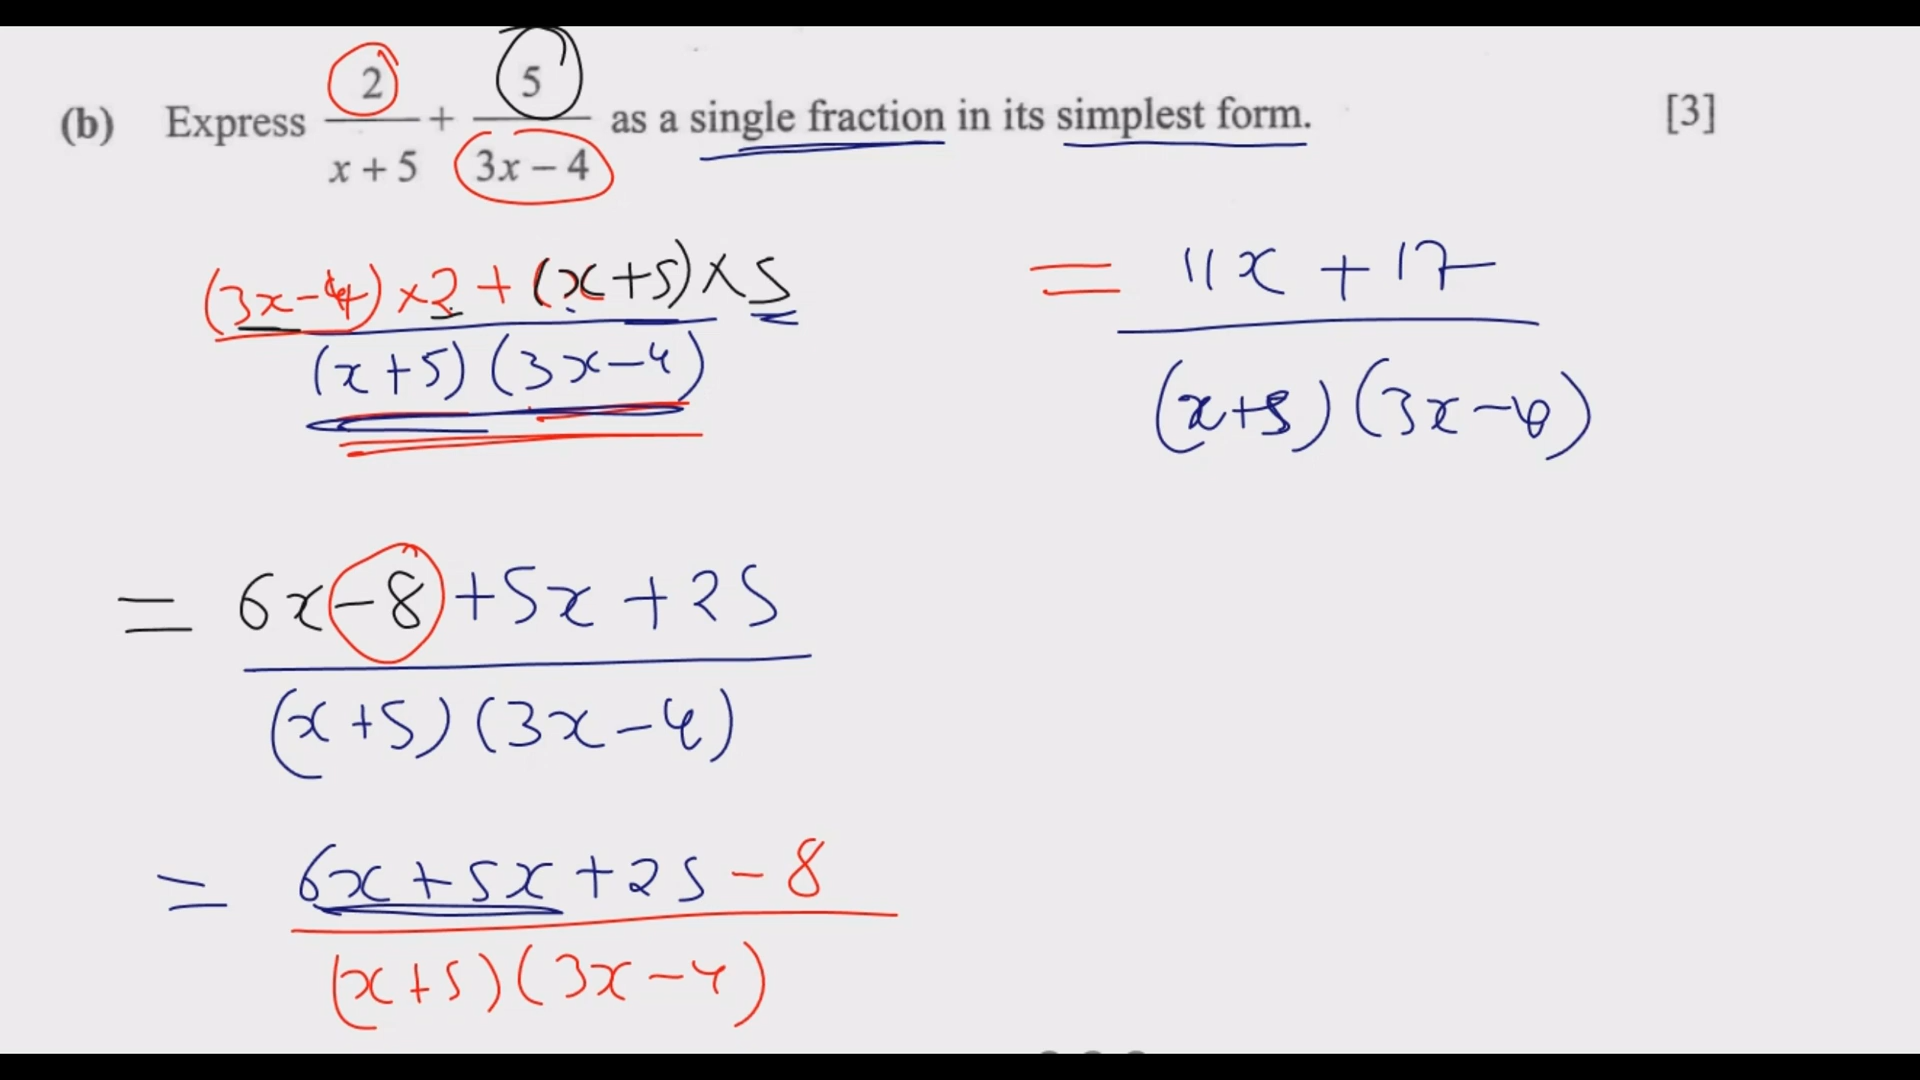 (b) Express 2/(x + 5) + 5/(3x – 4) as a single fraction in its simplest form. [3]
(3x-4) × 2 + (x+5) × 5
(x+5) (3x-4)
= 6x - 8 + 5x + 25
(x+5) (3x-4)
= 6x + 5x + 25 - 8
(x+5) (3x-4)
= 11x + 17
(x+5) (3x-4)